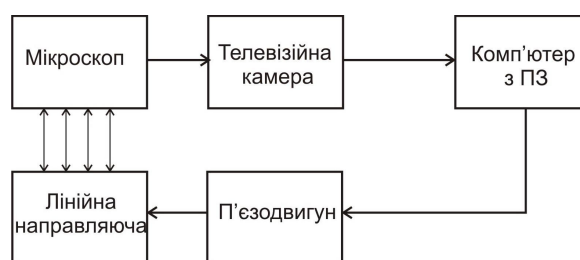 Мікроскоп
Телевізійна
камера
Комп’ютер
з ПЗ
Лінійна
направляюча
П’єзодвигун